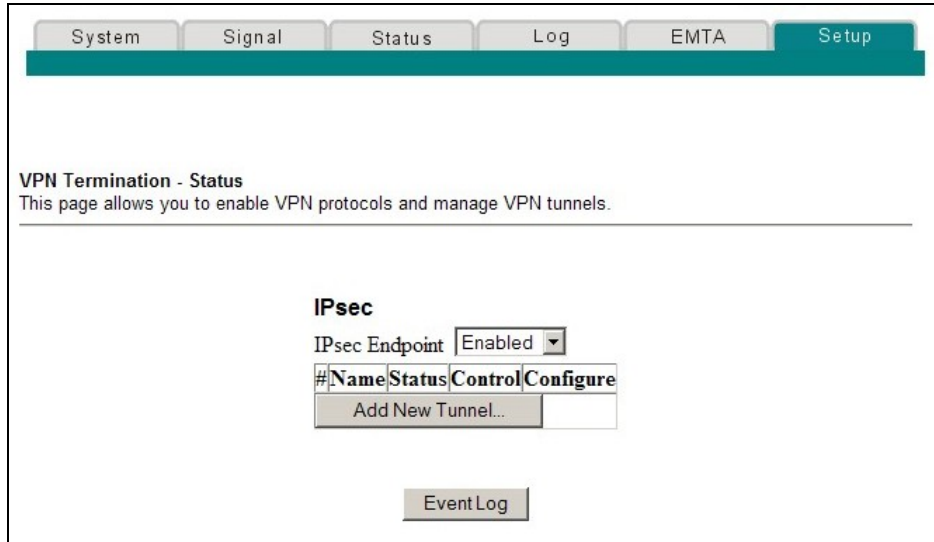 System Signal Status Log EMTA Setup
VPN Termination - Status
This page allows you to enable VPN protocols and manage VPN tunnels.
IPsec
IPsec Endpoint Enabled
# Name Status Control Configure
Add New Tunnel...
Event Log